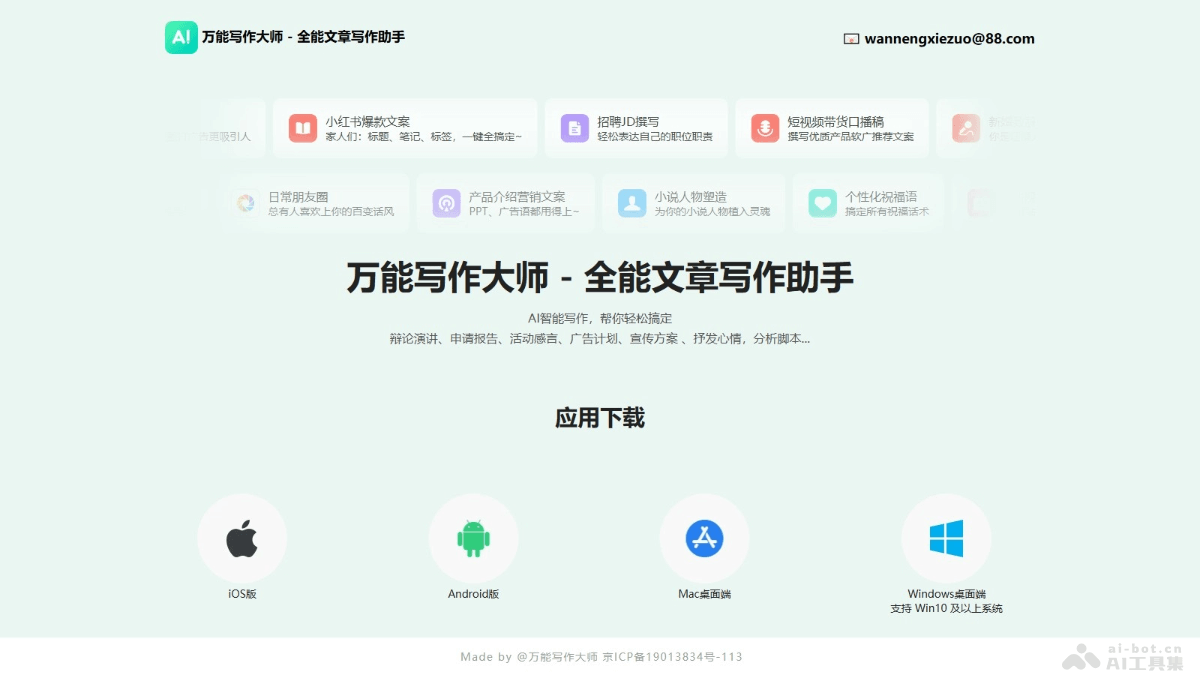 AI 万能写作大师 - 全能文章写作助手
wannengxiezuo@88.com
吸引人
小红书爆款文案
家人们：标题、笔记、标签，一键全搞定~
招聘JD撰写
轻松表达自己的职位职责
短视频带货口播稿
撰写优质产品软广推荐文案
日常朋友圈
总有人喜欢上你的百变话风
产品介绍营销文案
PPT、广告语都用得上~
小说人物塑造
为你的小说人物植入灵魂
个性化祝福语
搞定所有祝福话术
万能写作大师 - 全能文章写作助手
AI智能写作，帮你轻松搞定
辩论演讲、申请报告、活动感言、广告计划、宣传方案 、抒发心情，分析脚本...
应用下载
iOS版
Android版
Mac桌面端
Windows桌面端
支持 Win10 及以上系统
Made by @万能写作大师 京ICP备19013834号-113
ai-bot.cn
AI工具集